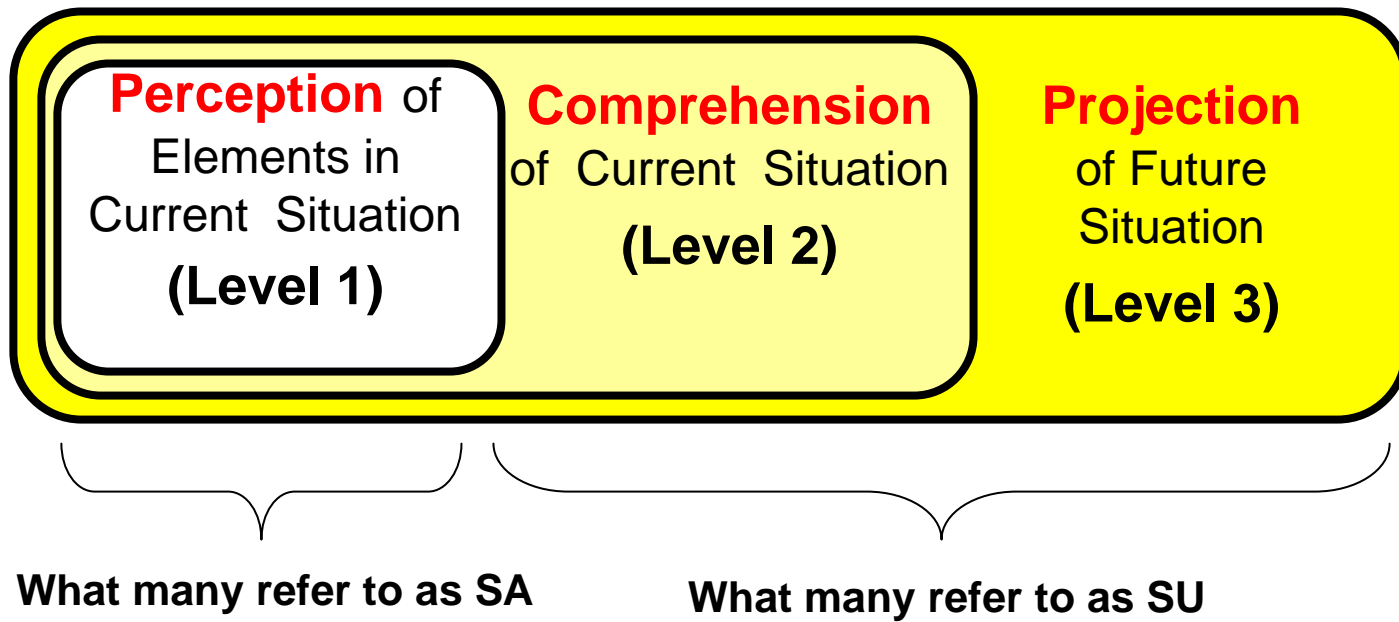 Perception of
Elements in
Current Situation
(Level 1)
Comprehension
of Current Situation
(Level 2)
Projection
of Future
Situation
(Level 3)
What many refer to as SA
What many refer to as SU